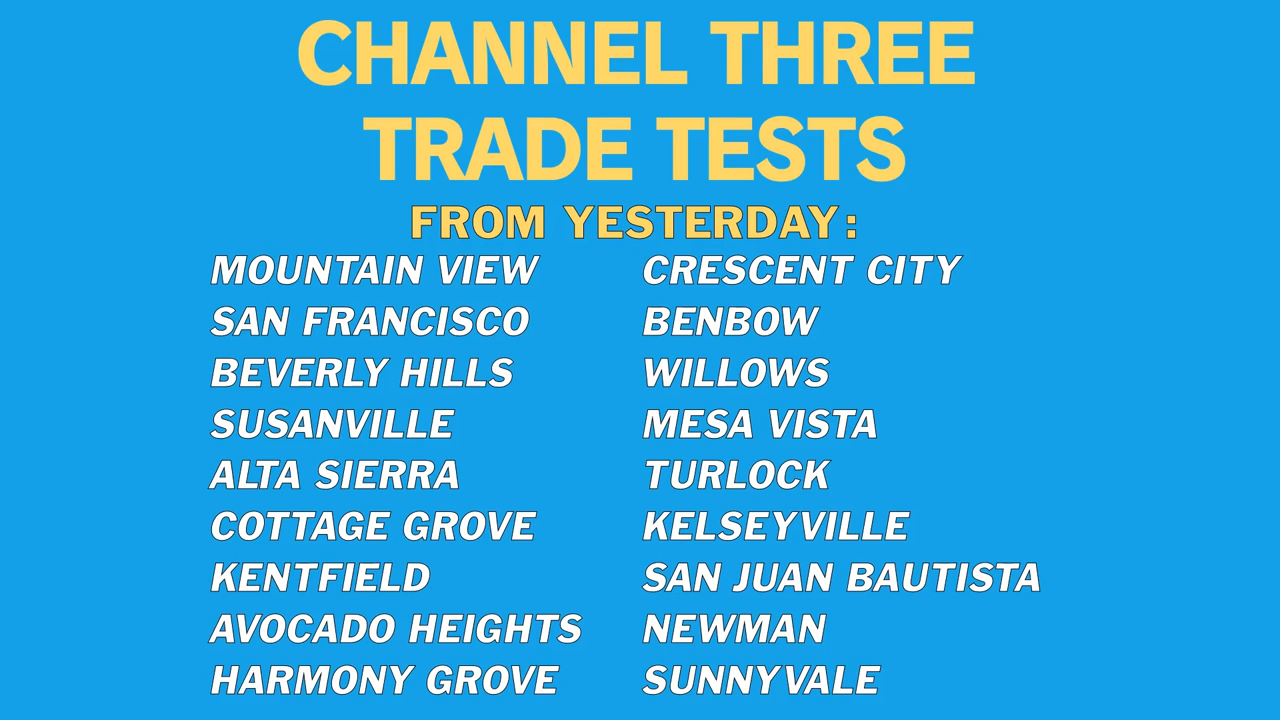 CHANNEL THREE
TRADE TESTS
FROM YESTERDAY:
MOUNTAIN VIEW
SAN FRANCISCO
BEVERLY HILLS
SUSANVILLE
ALTA SIERRA
COTTAGE GROVE
KENTFIELD
AVOCADO HEIGHTS
HARMONY GROVE
CRESCENT CITY
BENBOW
WILLOWS
MESA VISTA
TURLOCK
KELSEYVILLE
SAN JUAN BAUTISTA
NEWMAN
SUNNYVALE